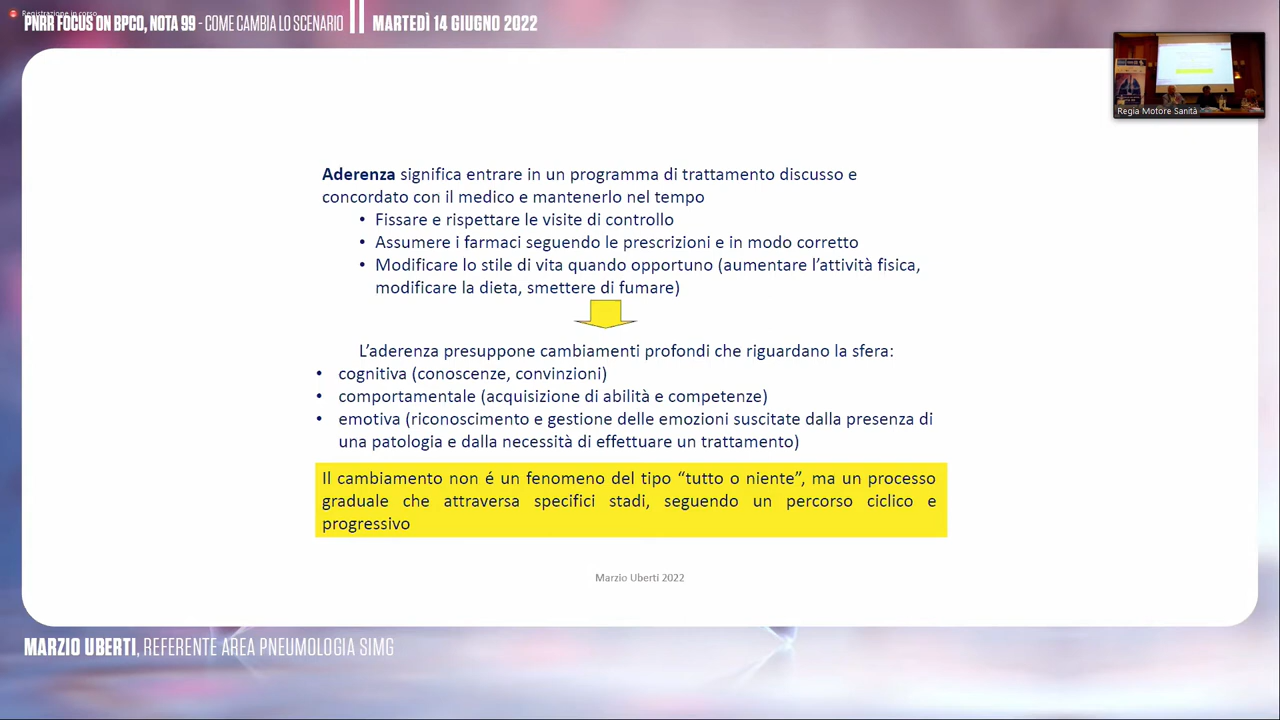 Registrazione in corso
PNRR FOCUS ON BPCO, NOTA 99 - COME CAMBIA LO SCENARIO || MARTEDÌ 14 GIUGNO 2022
Regia Motore Sanità
Aderenza significa entrare in un programma di trattamento discusso e
concordato con il medico e mantenerlo nel tempo
• Fissare e rispettare le visite di controllo
• Assumere i farmaci seguendo le prescrizioni e in modo corretto
• Modificare lo stile di vita quando opportuno (aumentare l’attività fisica,
modificare la dieta, smettere di fumare)
L’aderenza presuppone cambiamenti profondi che riguardano la sfera:
• cognitiva (conoscenze, convinzioni)
• comportamentale (acquisizione di abilità e competenze)
• emotiva (riconoscimento e gestione delle emozioni suscitate dalla presenza di
una patologia e dalla necessità di effettuare un trattamento)
Il cambiamento non é un fenomeno del tipo “tutto o niente”, ma un processo
graduale che attraversa specifici stadi, seguendo un percorso ciclico e
progressivo
Marzio Uberti 2022
MARZIO UBERTI, REFERENTE AREA PNEUMOLOGIA SIMG